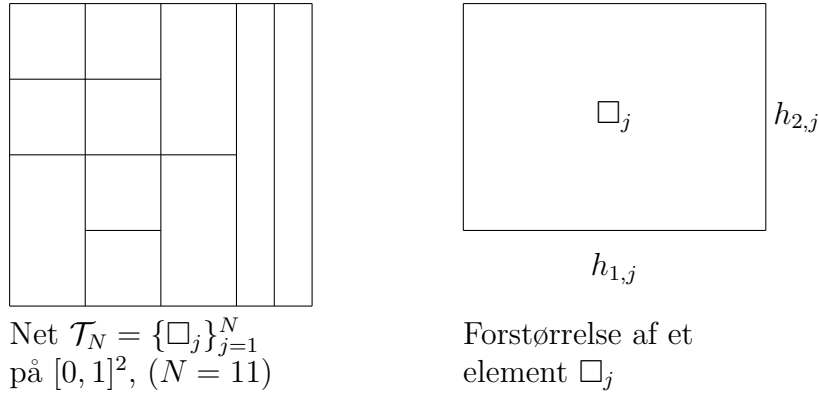 □_j
h_{2,j}
h_{1,j}
Net 𝒯_N = {□_j}_{j=1}^N
på [0, 1]², (N = 11)
Forstørrelse af et
element □_j